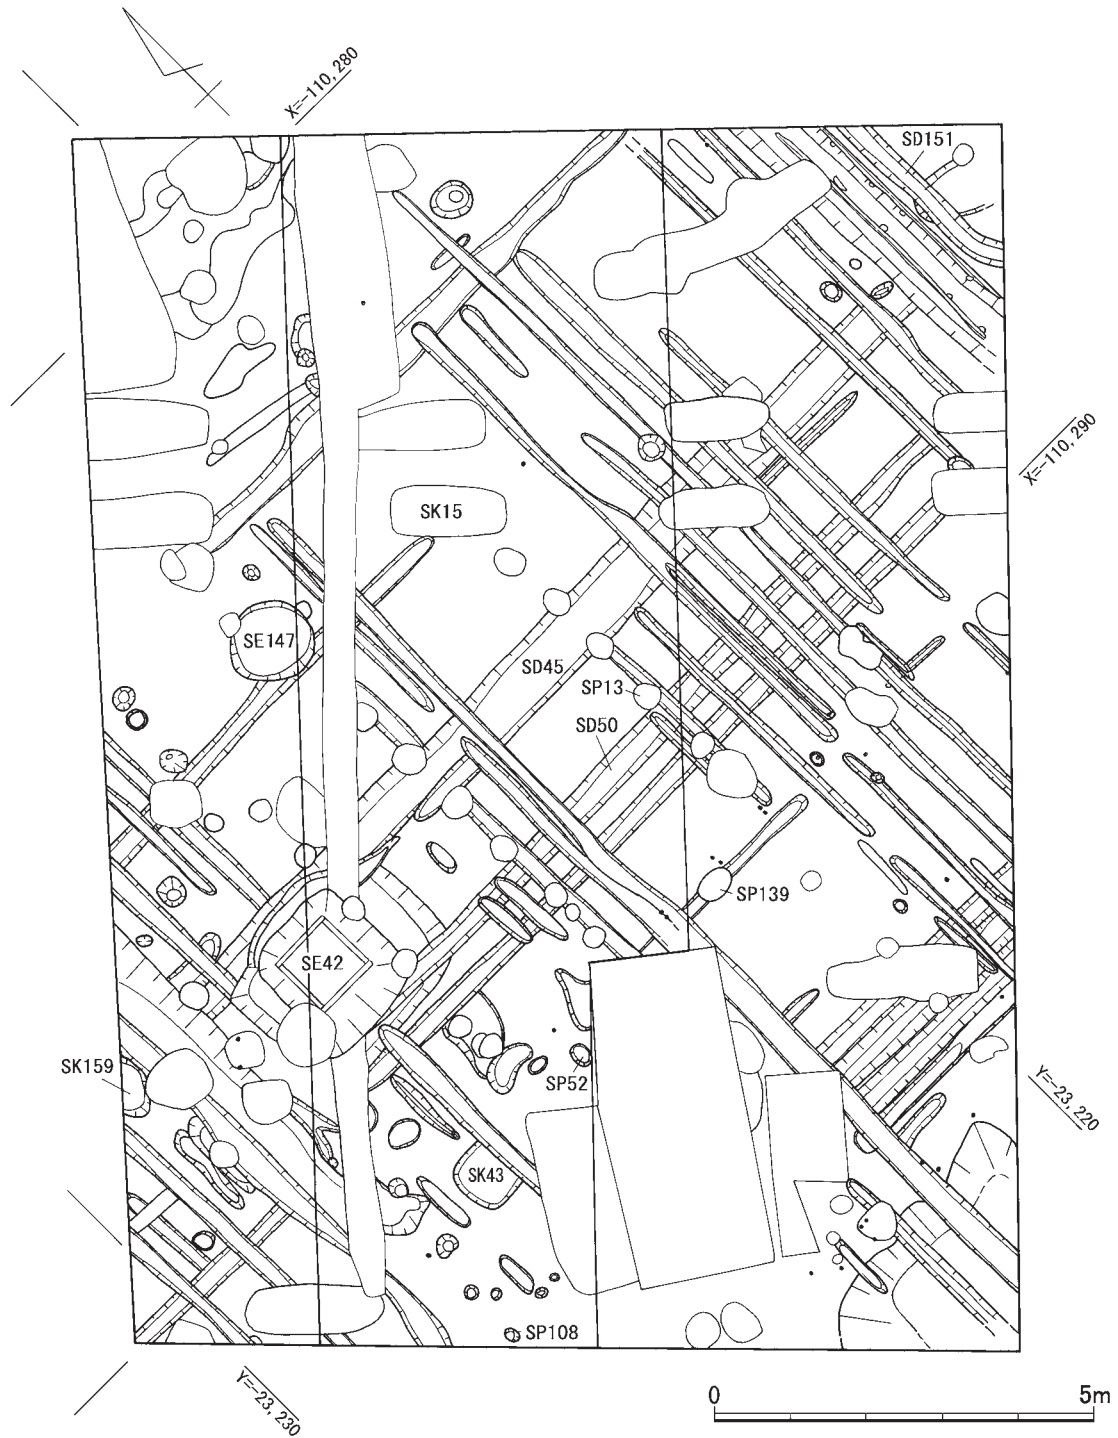 X=-110,280
SD151
X=-110,290
SK15
SE147
SD45
SP13
SD50
SP139
SE42
SK159
SP52
Y=-23,220
SK43
SP108
Y=-23,230
0 5m